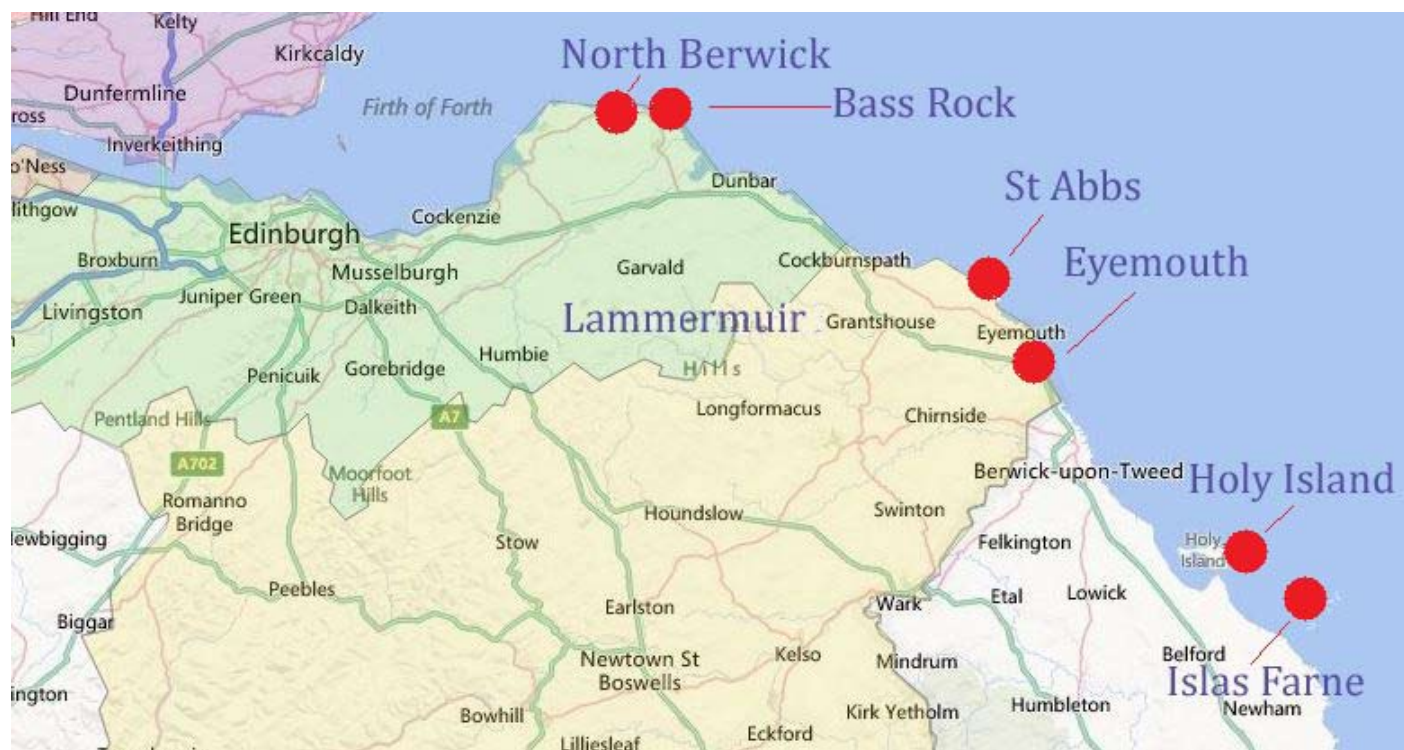 Hill End
Kelty
Kirkcaldy
North Berwick
Dunfermline
ross
Firth of Forth
Bass Rock
Inverkeithing
o'Ness
Dunbar
St Abbs
lithgow
Edinburgh
Cockenzie
Broxburn
Musselburgh
Garvald
Cockburnspath
Eyemouth
Juniper Green
Dalkeith
Livingston
Lammermuir
Grantshouse
Eyemouth
n
Humbie
Penicuik
Gorebridge
Hills
Longformacus
Chirnside
Pentland Hills
A7
A702
Moorfoot
Hills
Berwick-upon-Tweed
Holy Island
Romanno
Bridge
Houndslow
Swinton
ewbigging
Stow
Felkington
Holy
Island
Peebles
Earlston
Wark
Etal
Lowick
Biggar
Newtown St
Boswells
Kelso
Mindrum
Belford
Islas Farne
ington
Bowhill
Kirk Yetholm
Humbleton
Newham
Lilliesleaf
Eckford